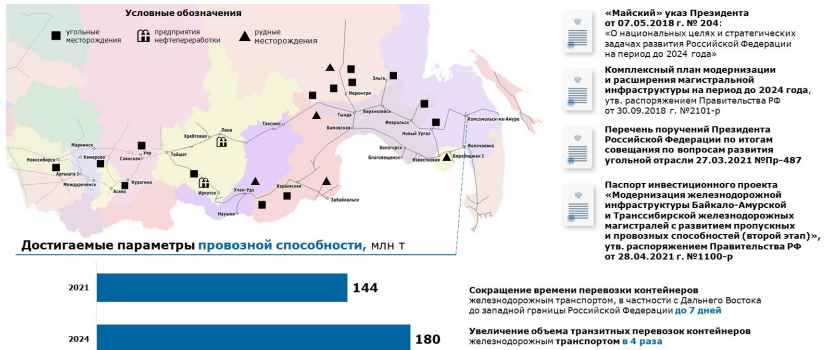 Условные обозначения
угольные
месторождения
предприятия
нефтепереработки
рудные
месторождения
Эльга
Нерюнгри
Тында
Верхнезейск
Февральск
Комсомольск-на-Амуре
Бамовская
Новый Ургал
Волочаевка
Белогорск
Благовещенск
Известковая
Биробиджан I
Таксимо
Лена
Хребтовая
Тайшет
Мариинск
Новосибирск
Кемерово
Уяр
Саянская
Артышта I
Междуреченск
Аскиз
Курагино
Иркутск
Улан-Удэ
Карымская
Наушки
Забайкальск
Достигаемые параметры провозной способности, млн т
2021
144
2024
180
«Майский» указ Президента
от 07.05.2018 г. № 204:
«О национальных целях и стратегических
задачах развития Российской Федерации
на период до 2024 года»
Комплексный план модернизации
и расширения магистральной
инфраструктуры на период до 2024 года,
утв. распоряжением Правительства РФ
от 30.09.2018 г. №2101-р
Перечень поручений Президента
Российской Федерации по итогам
совещания по вопросам развития
угольной отрасли 27.03.2021 №Пр-487
Паспорт инвестиционного проекта
«Модернизация железнодорожной
инфраструктуры Байкало-Амурской
и Транссибирской железнодорожных
магистралей с развитием пропускных
и провозных способностей (второй этап)»,
утв. распоряжением Правительства РФ
от 28.04.2021 г. №1100-р
Сокращение времени перевозки контейнеров
железнодорожным транспортом, в частности с Дальнего Востока
до западной границы Российской Федерации до 7 дней
Увеличение объема транзитных перевозок контейнеров
железнодорожным транспортом в 4 раза